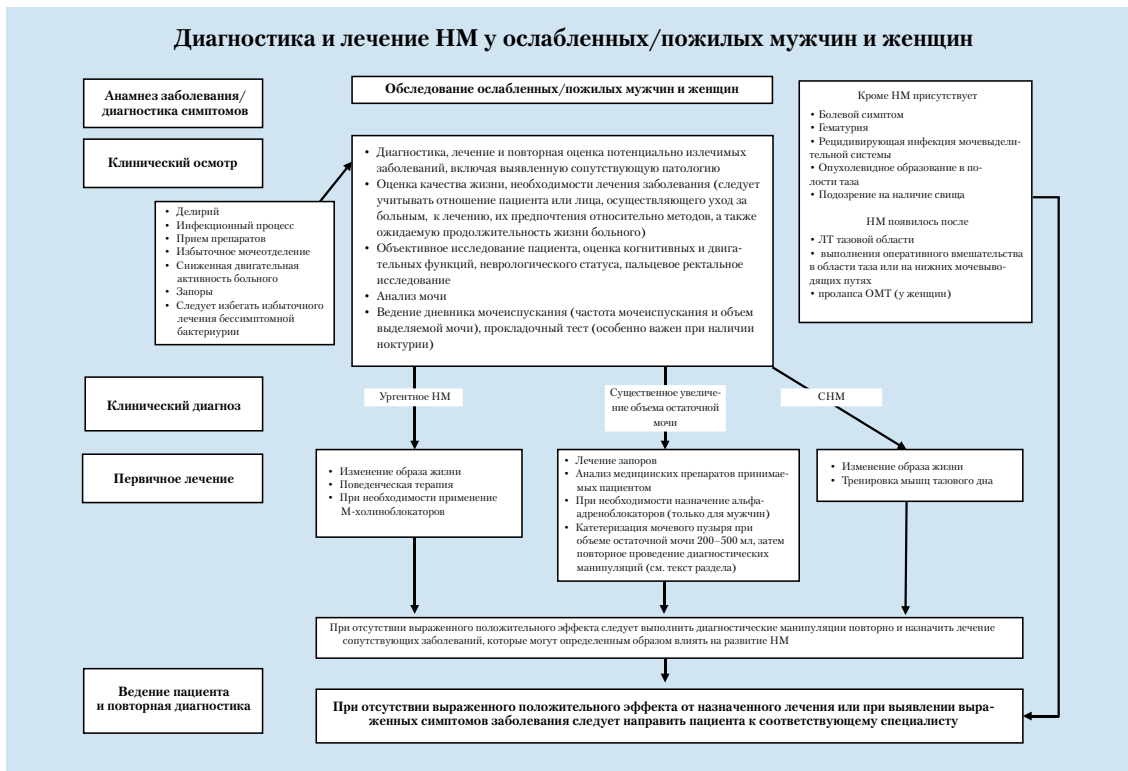 Диагностика и лечение НМ у ослабленных/пожилых мужчин и женщин
Анамнез заболевания/
диагностика симптомов
Обследование ослабленных/пожилых мужчин и женщин
Клинический осмотр
• Делирий
• Инфекционный процесс
• Прием препаратов
• Избыточное мочеотделение
• Сниженная двигательная
активность больного
• Запоры
• Следует избегать избыточного
лечения бессимптомной
бактериурии
• Диагностика, лечение и повторная оценка потенциально излечимых
заболеваний, включая выявленную сопутствующую патологию
• Оценка качества жизни, необходимости лечения заболевания (следует
учитывать отношение пациента или лица, осуществляющего уход за
больным, к лечению, их предпочтения относительно методов, а также
ожидаемую продолжительность жизни больного)
• Объективное исследование пациента, оценка когнитивных и двига-
тельных функций, неврологического статуса, пальцевое ректальное
исследование
• Анализ мочи
• Ведение дневника мочеиспускания (частота мочеиспускания и объем
выделяемой мочи), прокладочный тест (особенно важен при наличии
ноктурии)
Кроме НМ присутствует
• Болевой симптом
• Гематурия
• Рецидивирующая инфекция мочевыдели-
тельной системы
• Опухолевидное образование в по-
лости таза
• Подозрение на наличие свища
НМ появилось после
• ЛТ тазовой области
• выполнения оперативного вмешательства
в области таза или на нижних мочевыво-
дящих путях
• пролапса ОМТ (у женщин)
Клинический диагноз
Ургентное НМ
Существенное увеличе-
ние объема остаточной
мочи
СНМ
Первичное лечение
• Изменение образа жизни
• Поведенческая терапия
• При необходимости применение
М-холиноблокаторов
• Лечение запоров
• Анализ медицинских препаратов принимае-
мых пациентом
• При необходимости назначение альфа-
адреноблокаторов (только для мужчин)
• Катетеризация мочевого пузыря при
объеме остаточной мочи 200–500 мл, затем
повторное проведение диагностических
манипуляций (см. текст раздела)
• Изменение образа жизни
• Тренировка мышц тазового дна
При отсутствии выраженного положительного эффекта следует выполнить диагностические манипуляции повторно и назначить лечение
сопутствующих заболеваний, которые могут определенным образом влиять на развитие НМ
Ведение пациента
и повторная диагностика
При отсутствии выраженного положительного эффекта от назначенного лечения или при выявлении выра-
женных симптомов заболевания следует направить пациента к соответствующему специалисту